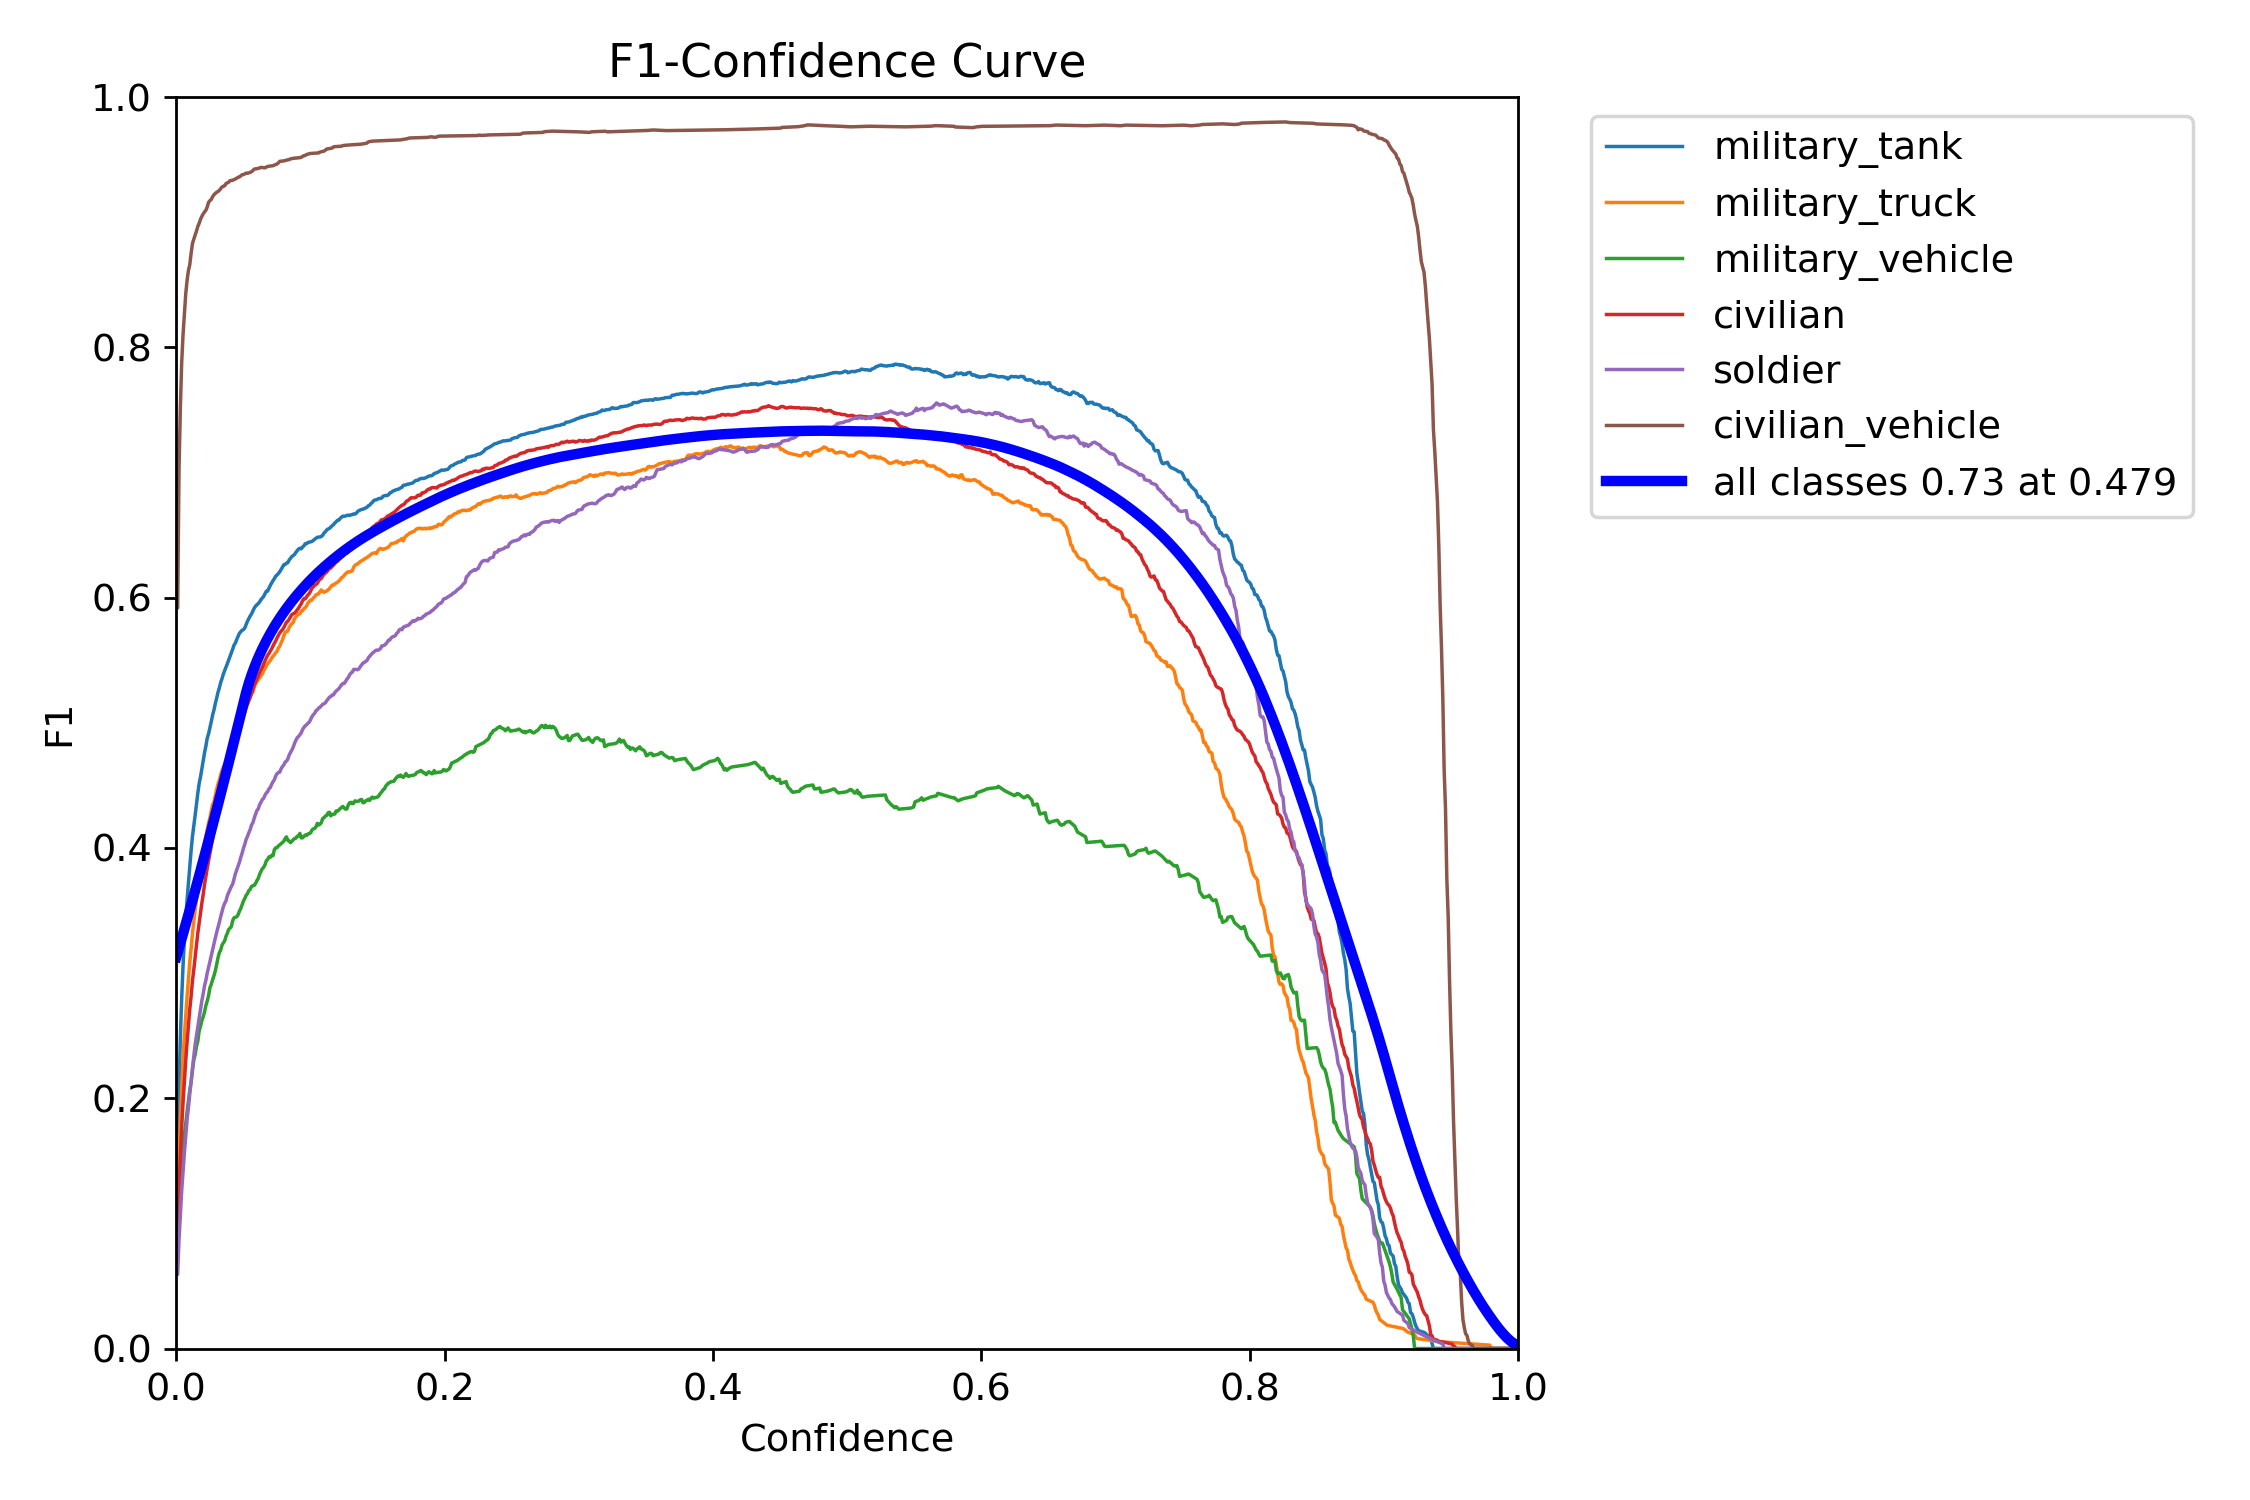 F1-Confidence Curve
1.0
0.8
0.6
0.4
0.2
0.0
F1
0.0 0.2 0.4 0.6 0.8 1.0
Confidence
military_tank
military_truck
military_vehicle
civilian
soldier
civilian_vehicle
all classes 0.73 at 0.479